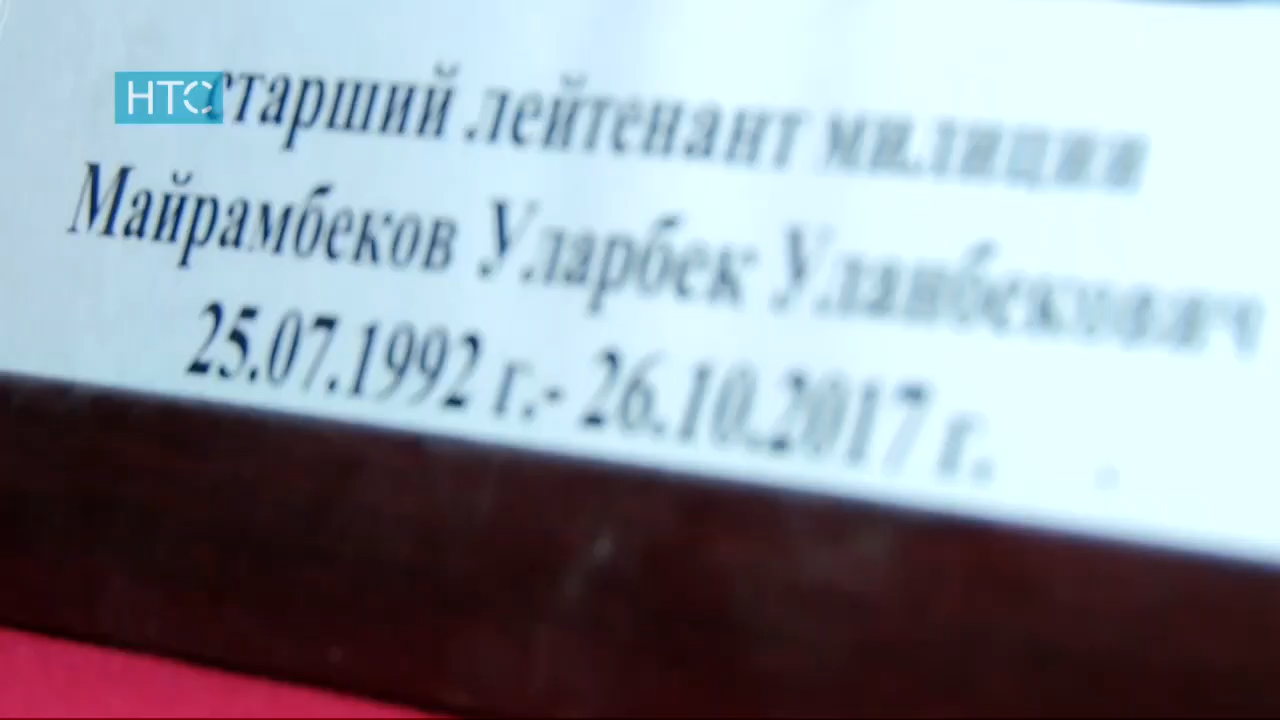 НТС
старший лейтенант милиции
Майрамбеков Уларбек Уланбекович
25.07.1992 г.- 26.10.2017 г.